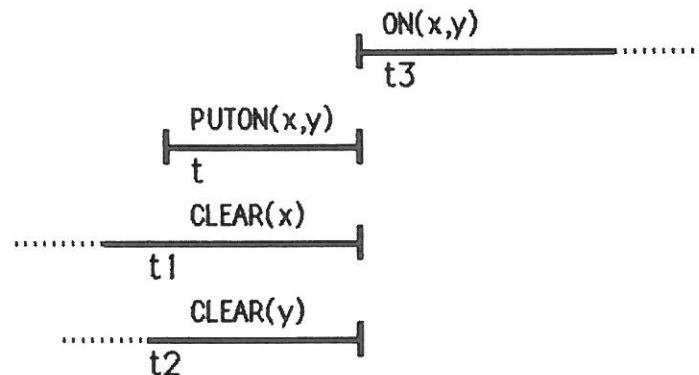 ON(x,y)
t3
PUTON(x,y)
t
CLEAR(x)
t1
CLEAR(y)
t2